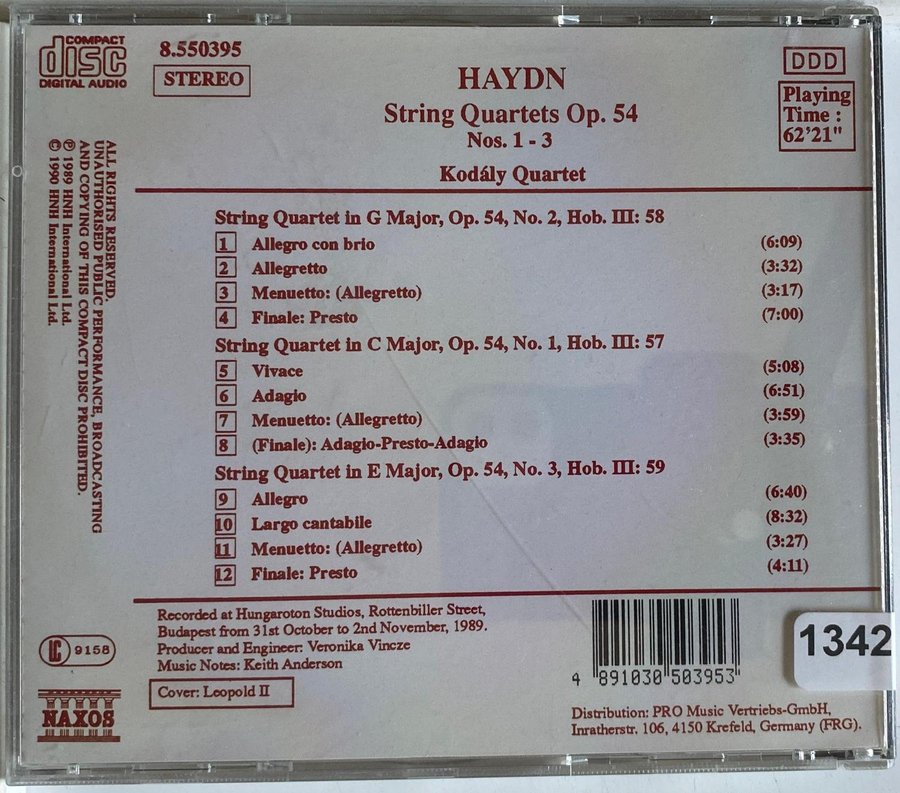 COMPACT
disc
DIGITAL AUDIO
8.550395
STEREO
HAYDN
String Quartets Op. 54
Nos. 1 - 3
Kodály Quartet
DDD
Playing
Time :
62'21"
ALL RIGHTS RESERVED.
UNAUTHORISED PUBLIC PERFORMANCE, BROADCASTING
AND COPYING OF THIS COMPACT DISC PROHIBITED.
℗ 1989 HNH International Ltd.
© 1990 HNH International Ltd.
String Quartet in G Major, Op. 54, No. 2, Hob. III: 58
1 Allegro con brio (6:09)
2 Allegretto (3:32)
3 Menuetto: (Allegretto) (3:17)
4 Finale: Presto (7:00)
String Quartet in C Major, Op. 54, No. 1, Hob. III: 57
5 Vivace (5:08)
6 Adagio (6:51)
7 Menuetto: (Allegretto) (3:59)
8 (Finale): Adagio-Presto-Adagio (3:35)
String Quartet in E Major, Op. 54, No. 3, Hob. III: 59
9 Allegro (6:40)
10 Largo cantabile (8:32)
11 Menuetto: (Allegretto) (3:27)
12 Finale: Presto (4:11)
Recorded at Hungaroton Studios, Rottenbiller Street,
Budapest from 31st October to 2nd November, 1989.
Producer and Engineer: Veronika Vincze
Music Notes: Keith Anderson
Cover: Leopold II
LC 9158
NAXOS
4 891030 503953
1342
Distribution: PRO Music Vertriebs-GmbH,
Inratherstr. 106, 4150 Krefeld, Germany (FRG).